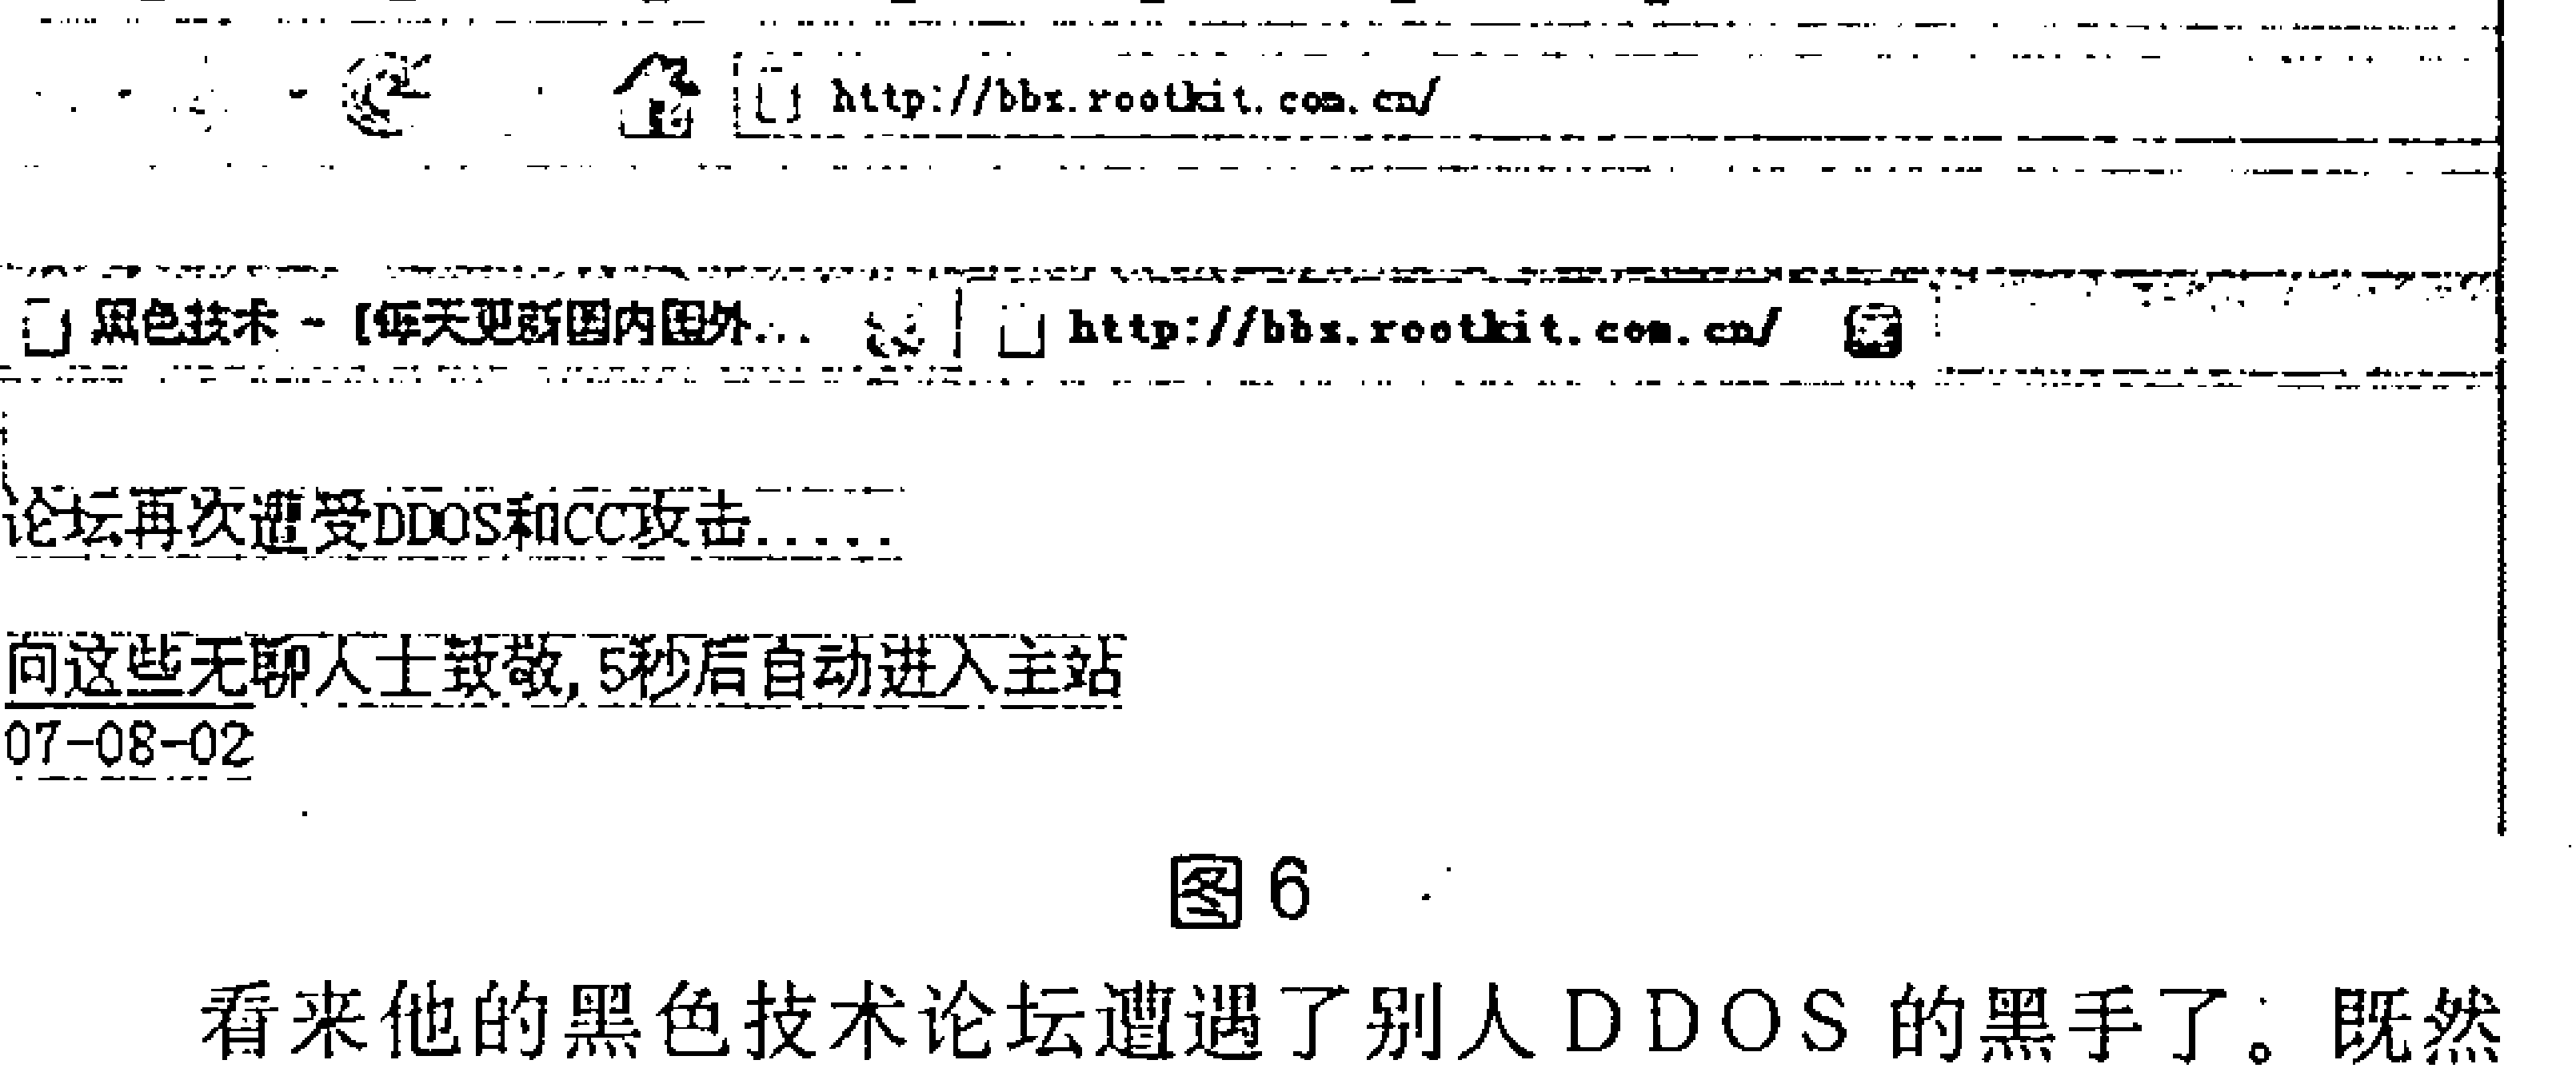 http://bbs.rootkit.com.cn/
黑色技术 - [每天更新国内国外... http://bbs.rootkit.com.cn/
论坛再次遭受DDOS和CC攻击.....
向这些无聊人士致敬,5秒后自动进入主站
07-08-02
图6
看来他的黑色技术论坛遭遇了别人DDOS的黑手了。既然